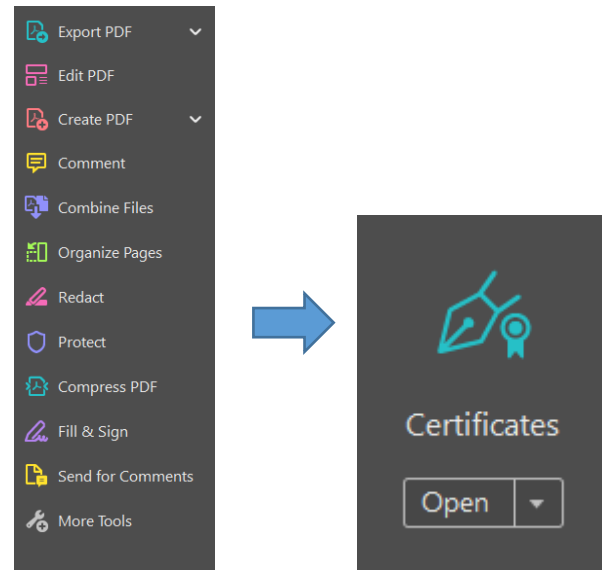 Export PDF
Edit PDF
Create PDF
Comment
Combine Files
Organize Pages
Redact
Protect
Compress PDF
Fill & Sign
Send for Comments
More Tools
Certificates
Open